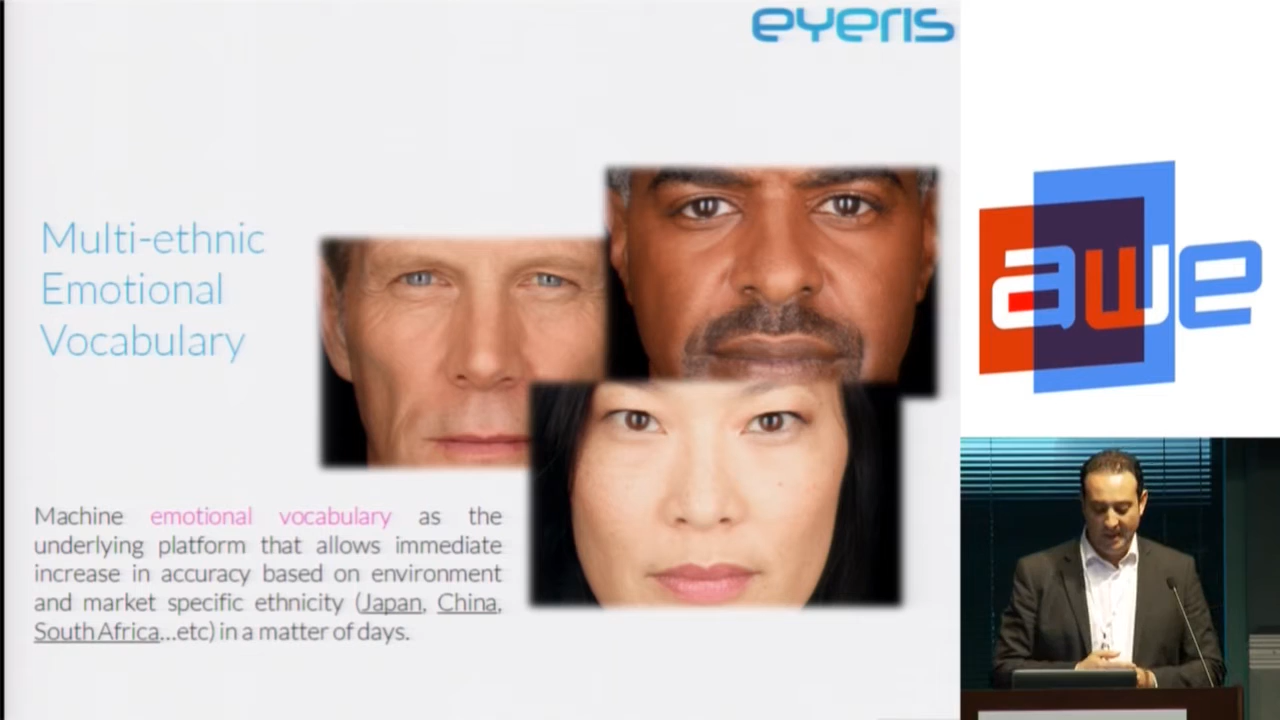 eyeris
Multi-ethnic
Emotional
Vocabulary
Machine emotional vocabulary as the
underlying platform that allows immediate
increase in accuracy based on environment
and market specific ethnicity (Japan, China,
South Africa...etc) in a matter of days.
awe